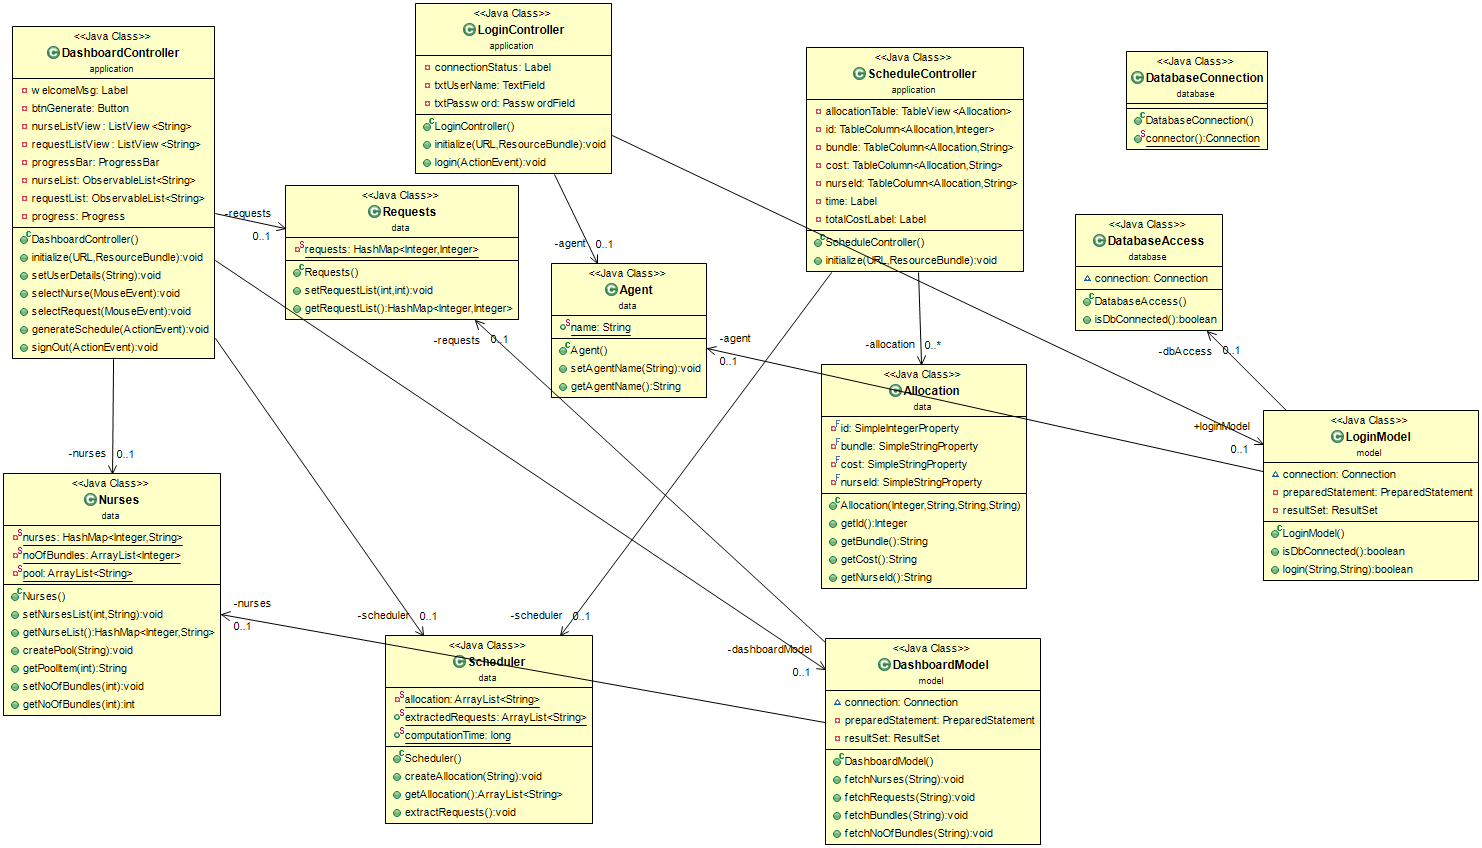 <<Java Class>>
DashboardController
application
welcomeMsg: Label
btnGenerate: Button
nurseListView: ListView<String>
requestListView: ListView<String>
progressBar: ProgressBar
nurseList: ObservableList<String>
requestList: ObservableList<String>
progress: Progress
DashboardController()
initialize(URL,ResourceBundle):void
setUserDetails(String):void
selectNurse(MouseEvent):void
selectRequest(MouseEvent):void
generateSchedule(ActionEvent):void
signOut(ActionEvent):void
<<Java Class>>
LoginController
application
connectionStatus: Label
txtUserName: TextField
txtPassword: PasswordField
LoginController()
initialize(URL,ResourceBundle):void
login(ActionEvent):void
<<Java Class>>
ScheduleController
application
allocationTable: TableView<Allocation>
id: TableColumn<Allocation,Integer>
bundle: TableColumn<Allocation,String>
cost: TableColumn<Allocation,String>
nurseId: TableColumn<Allocation,String>
time: Label
totalCostLabel: Label
ScheduleController()
initialize(URL,ResourceBundle):void
<<Java Class>>
DatabaseConnection
database
DatabaseConnection()
connector():Connection
-requests
0..1
<<Java Class>>
Requests
data
requests: HashMap<Integer,Integer>
Requests()
setRequestList(int,int):void
getRequestList():HashMap<Integer,Integer>
-agent
0..1
<<Java Class>>
Agent
data
name: String
Agent()
setAgentName(String):void
getAgentName():String
<<Java Class>>
DatabaseAccess
database
connection: Connection
DatabaseAccess()
isDbConnected():boolean
-requests
0..1
-agent
0..1
-allocation
0..*
-dbAccess
0..1
<<Java Class>>
Allocation
data
id: SimpleIntegerProperty
bundle: SimpleStringProperty
cost: SimpleStringProperty
nurseId: SimpleStringProperty
Allocation(Integer,String,String,String)
getId():Integer
getBundle():String
getCost():String
getNurseId():String
+loginModel
0..1
<<Java Class>>
LoginModel
model
connection: Connection
preparedStatement: PreparedStatement
resultSet: ResultSet
LoginModel()
isDbConnected():boolean
login(String,String):boolean
-nurses
0..1
<<Java Class>>
Nurses
data
nurses: HashMap<Integer,String>
noOfBundles: ArrayList<Integer>
pool: ArrayList<String>
Nurses()
setNursesList(int,String):void
getNurseList():HashMap<Integer,String>
createPool(String):void
getPoolItem(int):String
setNoOfBundles(int):void
getNoOfBundles(int):int
-nurses
0..1
-scheduler
0..1
-scheduler
0..1
<<Java Class>>
Scheduler
data
allocation: ArrayList<String>
extractedRequests: ArrayList<String>
computationTime: long
Scheduler()
createAllocation(String):void
getAllocation():ArrayList<String>
extractRequests():void
-dashboardModel
0..1
<<Java Class>>
DashboardModel
model
connection: Connection
preparedStatement: PreparedStatement
resultSet: ResultSet
DashboardModel()
fetchNurses(String):void
fetchRequests(String):void
fetchBundles(String):void
fetchNoOfBundles(String):void